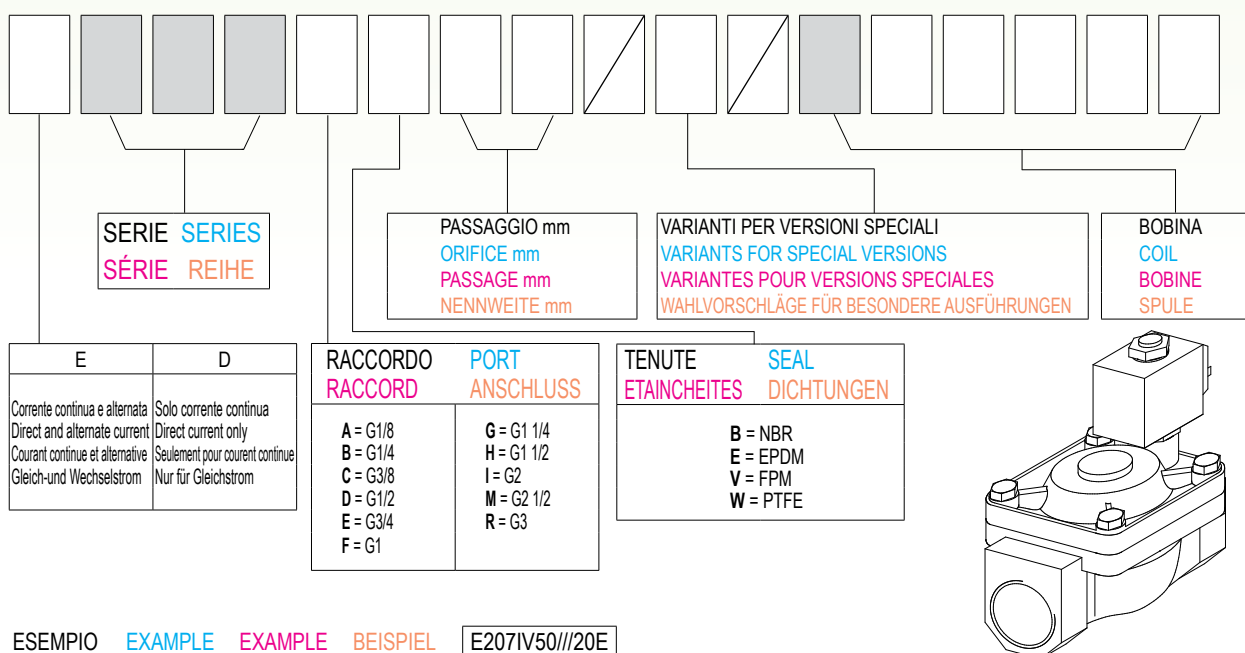 SERIE SERIES
SÉRIE REIHE
PASSAGGIO mm
ORIFICE mm
PASSAGE mm
NENNWEITE mm
VARIANTI PER VERSIONI SPECIALI
VARIANTS FOR SPECIAL VERSIONS
VARIANTES POUR VERSIONS SPECIALES
WAHLVORSCHLÄGE FÜR BESONDERE AUSFÜHRUNGEN
BOBINA
COIL
BOBINE
SPULE
E D
Corrente continua e alternata Solo corrente continua
Direct and alternate current Direct current only
Courant continue et alternative Seulement pour courent continue
Gleich-und Wechselstrom Nur für Gleichstrom
RACCORDO PORT
RACCORD ANSCHLUSS
A = G1/8 G = G1 1/4
B = G1/4 H = G1 1/2
C = G3/8 I = G2
D = G1/2 M = G2 1/2
E = G3/4 R = G3
F = G1
TENUTE SEAL
ETAINCHEITES DICHTUNGEN
B = NBR
E = EPDM
V = FPM
W = PTFE
ESEMPIO EXAMPLE EXAMPLE BEISPIEL E207IV50///20E